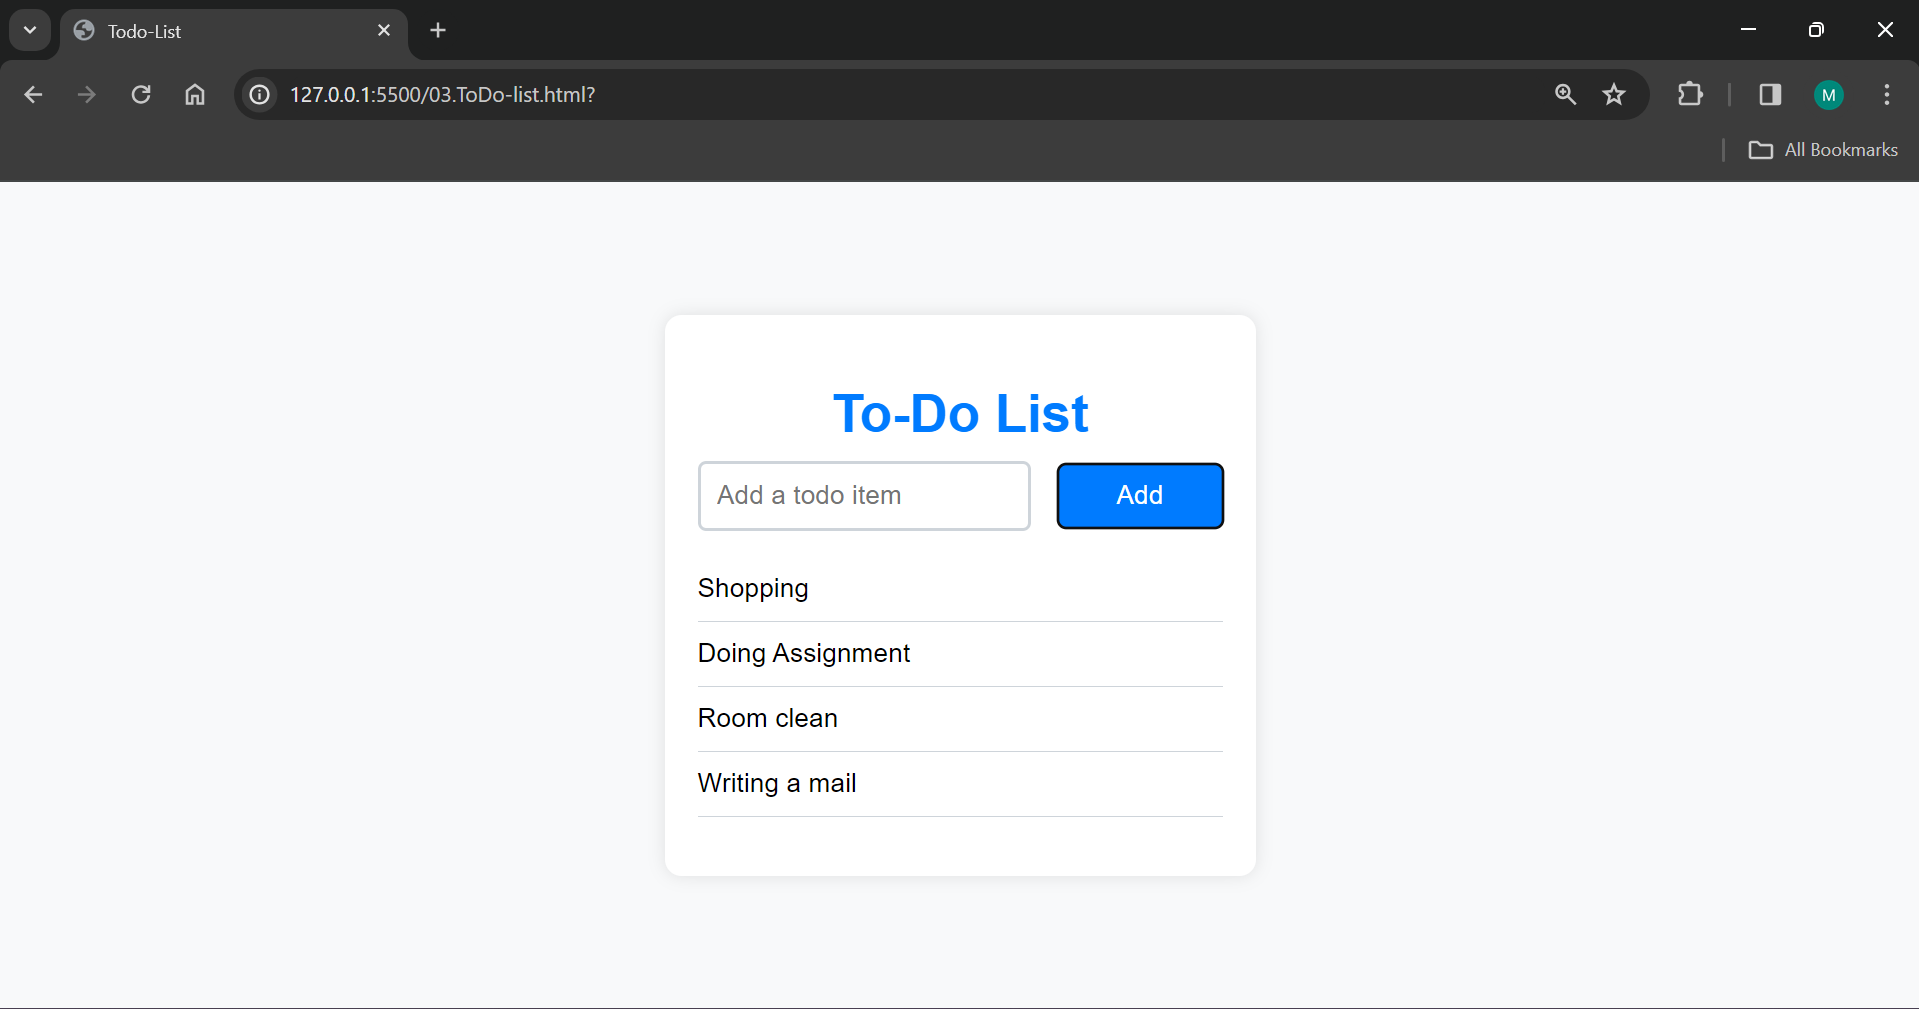 Todo-List
127.0.0.1:5500/03.ToDo-list.html?
M
All Bookmarks
To-Do List
Add a todo item
Add
Shopping
Doing Assignment
Room clean
Writing a mail